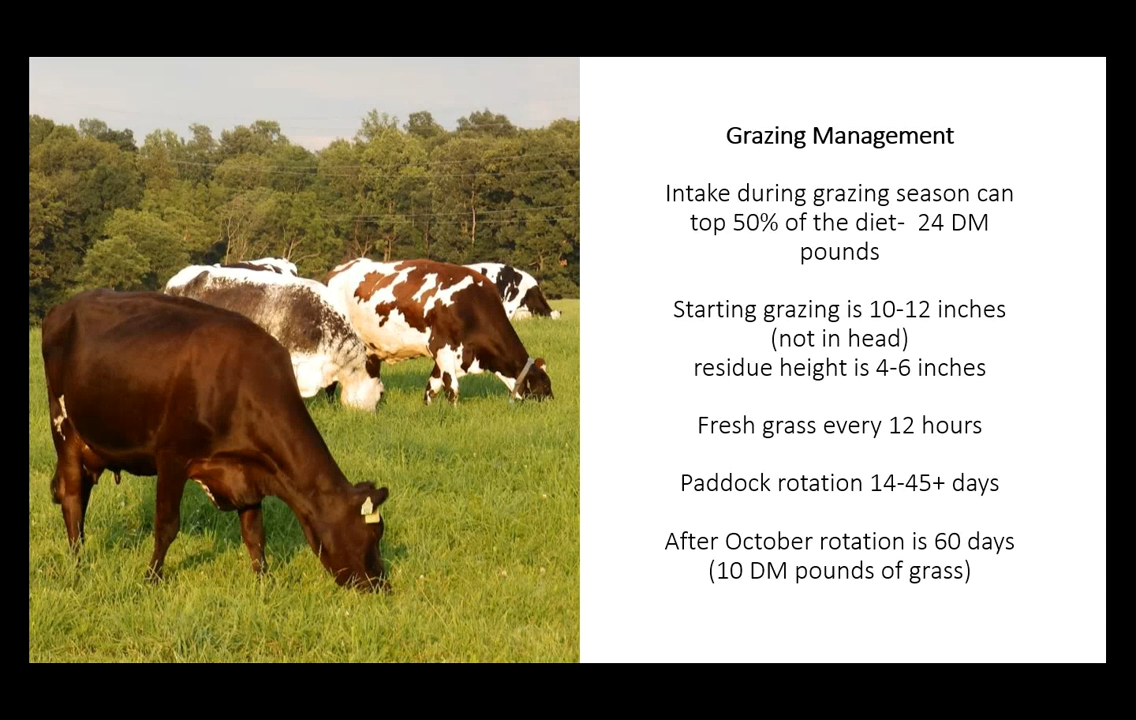 Grazing Management
Intake during grazing season can
top 50% of the diet-  24 DM
pounds
Starting grazing is 10-12 inches
(not in head)
residue height is 4-6 inches
Fresh grass every 12 hours
Paddock rotation 14-45+ days
After October rotation is 60 days
(10 DM pounds of grass)